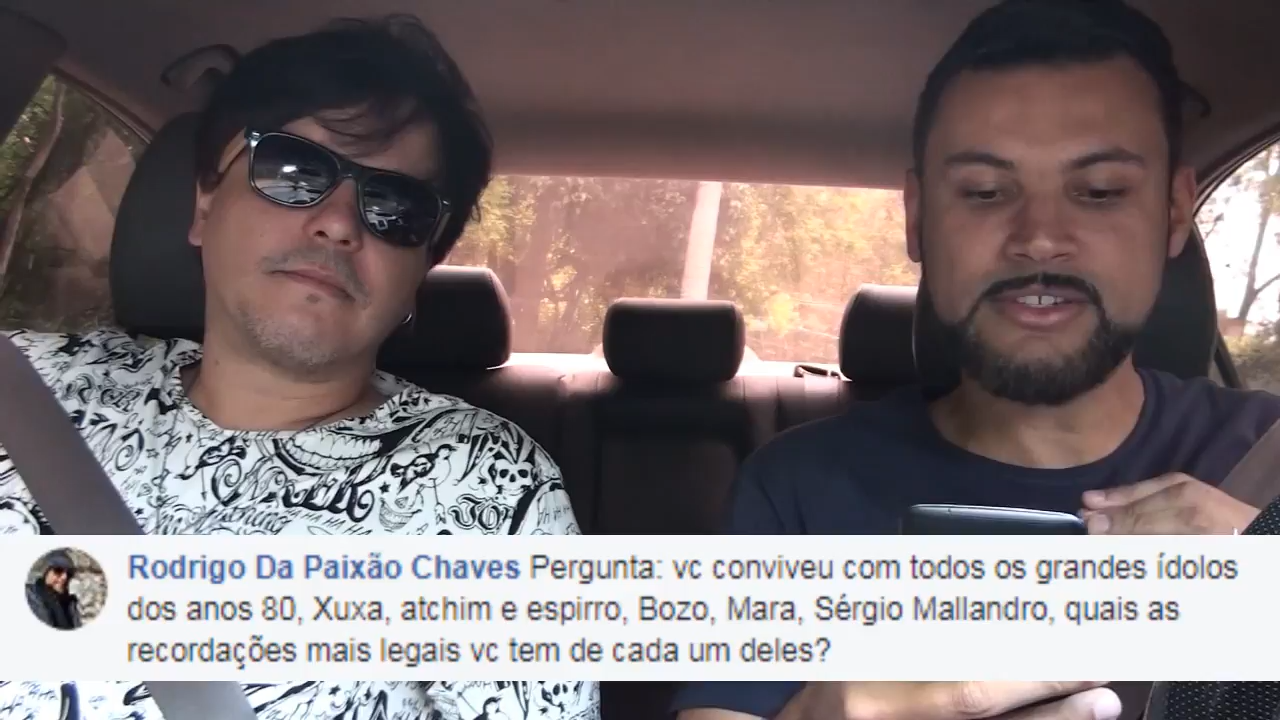 Rodrigo Da Paixão Chaves Pergunta: vc conviveu com todos os grandes ídolos
dos anos 80, Xuxa, atchim e espirro, Bozo, Mara, Sérgio Mallandro, quais as
recordações mais legais vc tem de cada um deles?